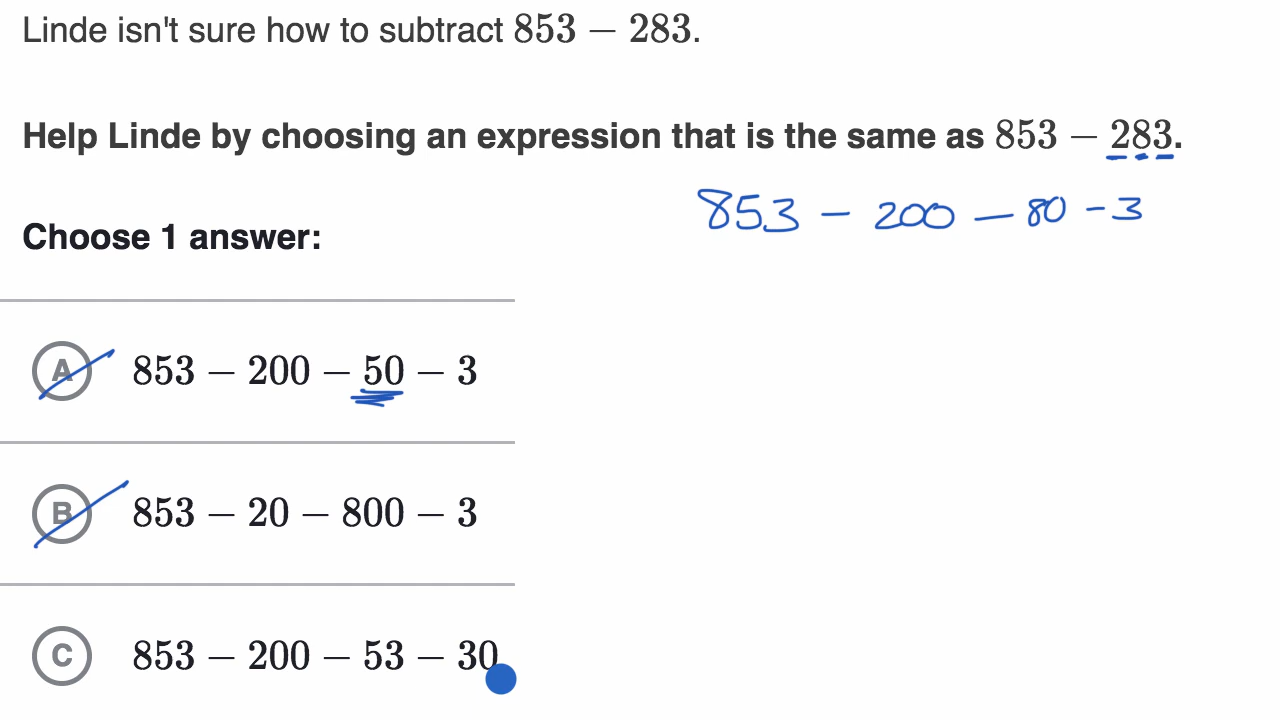 Linde isn't sure how to subtract 853 − 283.
Help Linde by choosing an expression that is the same as 853 − 283.
853 − 200 − 80 − 3
Choose 1 answer:
A 853 − 200 − 50 − 3
B 853 − 20 − 800 − 3
C 853 − 200 − 53 − 30